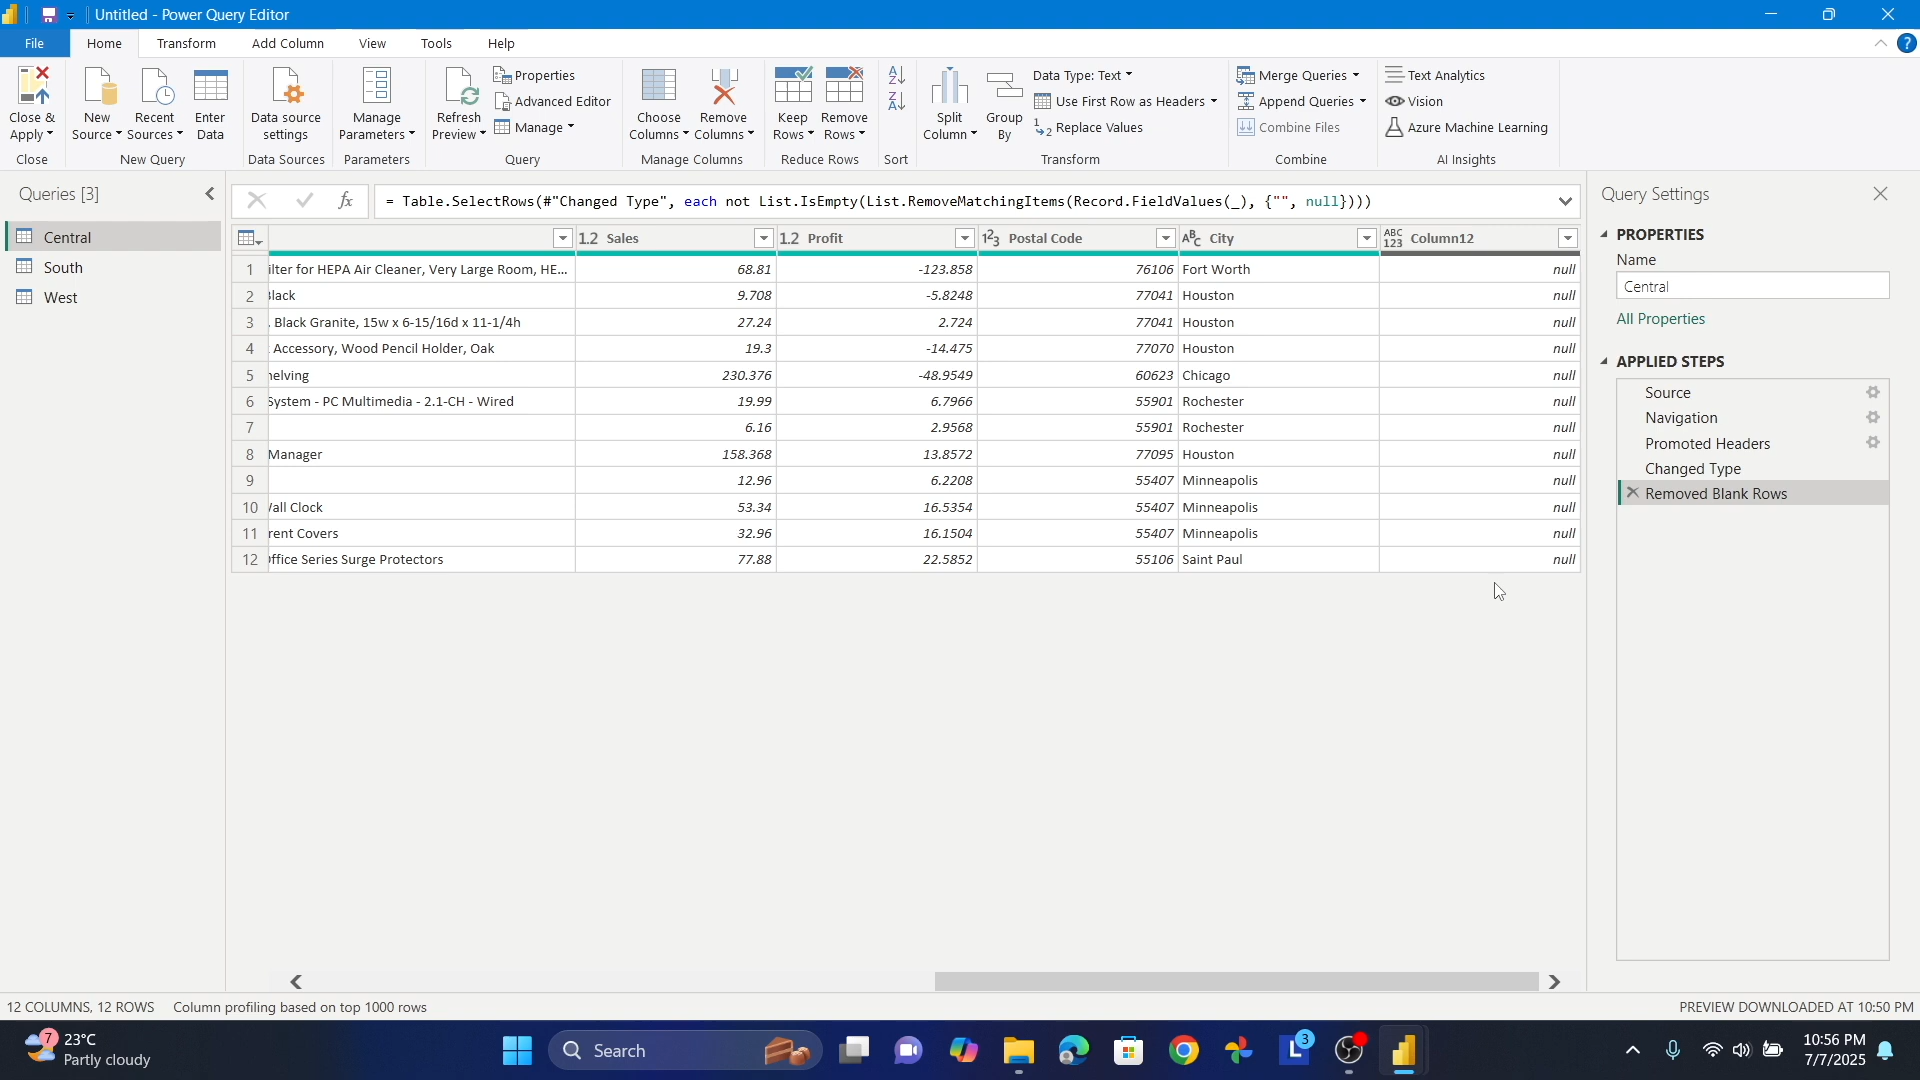 Untitled - Power Query Editor
File Home Transform Add Column View Tools Help
Close & Apply
New Source
Recent Sources
Enter Data
Data source settings
Manage Parameters
Refresh Preview
Properties
Advanced Editor
Manage
Choose Columns
Remove Columns
Keep Rows
Remove Rows
Split Column
Group By
Data Type: Text
Use First Row as Headers
Replace Values
Merge Queries
Append Queries
Combine Files
Text Analytics
Vision
Azure Machine Learning
Close New Query Data Sources Parameters Query Manage Columns Reduce Rows Sort Transform Combine AI Insights
Queries [3]
Central
South
West
fx = Table.SelectRows(#"Changed Type", each not List.IsEmpty(List.RemoveMatchingItems(Record.FieldValues(_), {"", null})))
1.2 Sales 1.2 Profit 123 Postal Code ABC City ABC 123 Column12
1 ilter for HEPA Air Cleaner, Very Large Room, HE... 68.81 -123.858 76106 Fort Worth null
2 Black 9.708 -5.8248 77041 Houston null
3 , Black Granite, 15w x 6-15/16d x 11-1/4h 27.24 2.724 77041 Houston null
4 Accessory, Wood Pencil Holder, Oak 19.3 -14.475 77070 Houston null
5 helving 230.376 -48.9549 60623 Chicago null
6 System - PC Multimedia - 2.1-CH - Wired 19.99 6.7966 55901 Rochester null
7 6.16 2.9568 55901 Rochester null
8 Manager 158.368 13.8572 77095 Houston null
9 12.96 6.2208 55407 Minneapolis null
10 Wall Clock 53.34 16.5354 55407 Minneapolis null
11 rent Covers 32.96 16.1504 55407 Minneapolis null
12 Office Series Surge Protectors 77.88 22.5852 55106 Saint Paul null
Query Settings
PROPERTIES
Name
Central
All Properties
APPLIED STEPS
Source
Navigation
Promoted Headers
Changed Type
Removed Blank Rows
12 COLUMNS, 12 ROWS Column profiling based on top 1000 rows PREVIEW DOWNLOADED AT 10:50 PM
7
23°C
Partly cloudy
Search
L 3
10:56 PM
7/7/2025